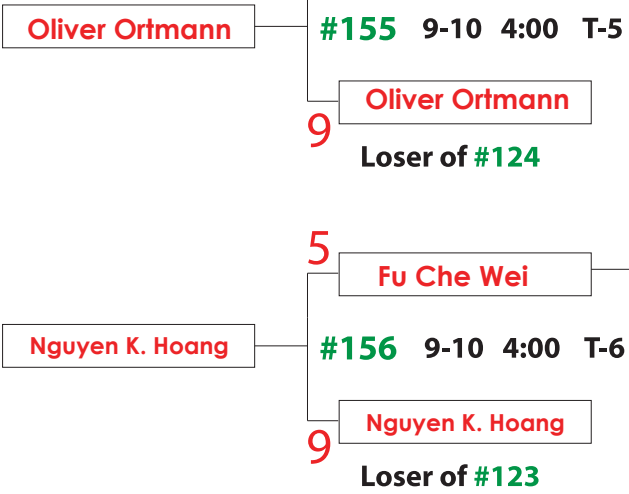 Oliver Ortmann
#155 9-10 4:00 T-5
Oliver Ortmann
9
Loser of #124
5
Fu Che Wei
Nguyen K. Hoang
#156 9-10 4:00 T-6
Nguyen K. Hoang
9
Loser of #123